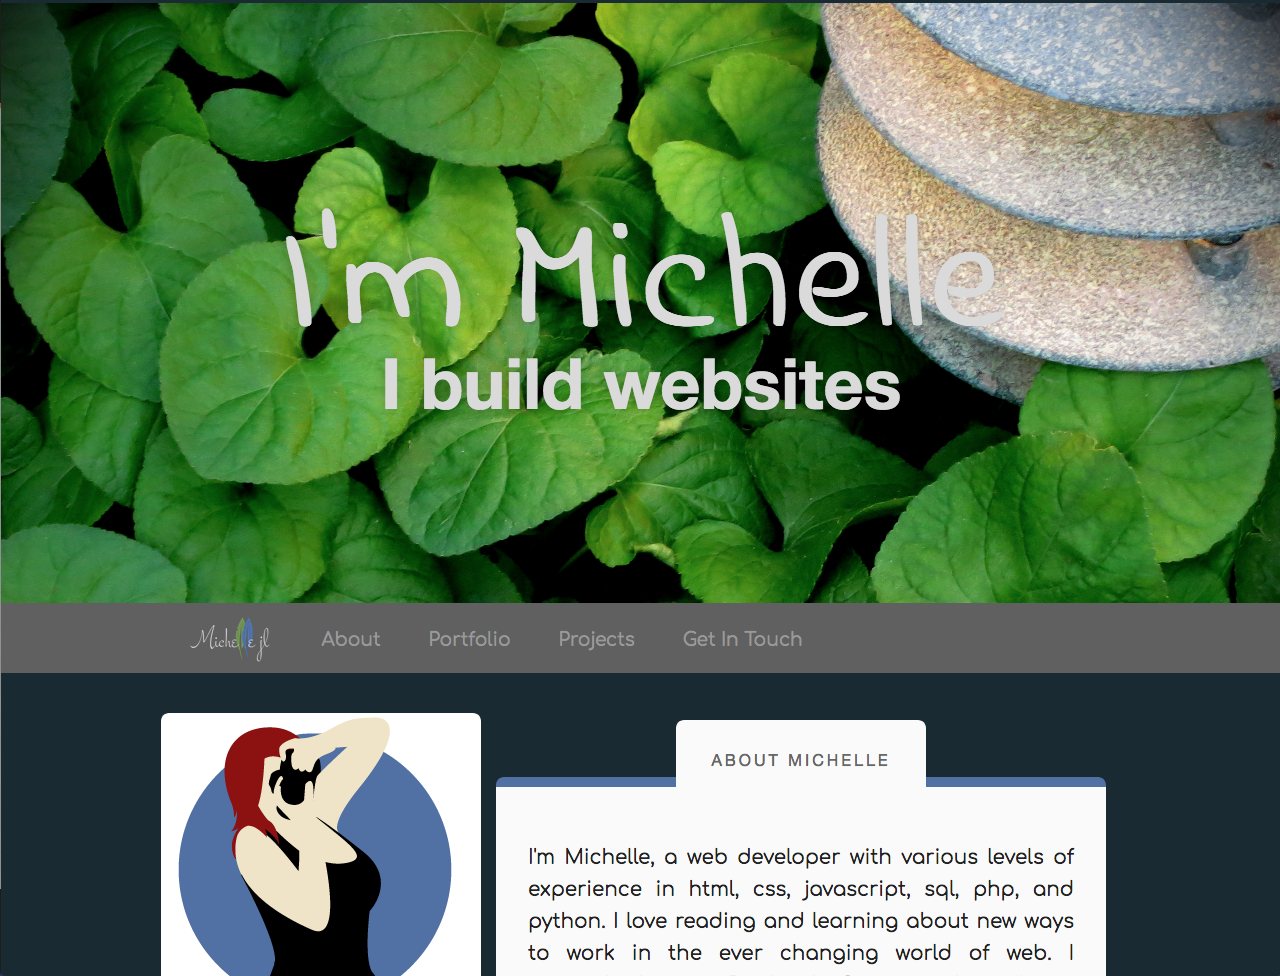 I'm Michelle
I build websites
Michelle jl
About
Portfolio
Projects
Get In Touch
ABOUT MICHELLE
I'm Michelle, a web developer with various levels of
experience in html, css, javascript, sql, php, and
python. I love reading and learning about new ways
to work in the ever changing world of web. I